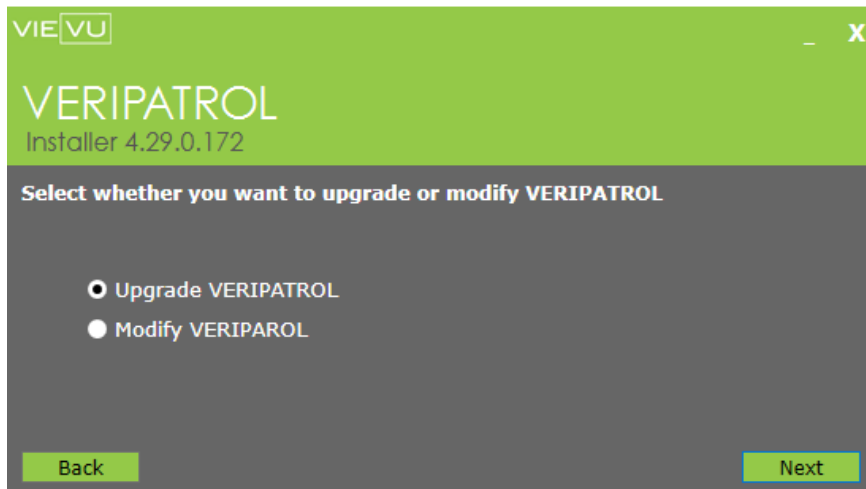 VIEVU
_ X
VERIPATROL
Installer 4.29.0.172
Select whether you want to upgrade or modify VERIPATROL
Upgrade VERIPATROL
Modify VERIPAROL
Back Next